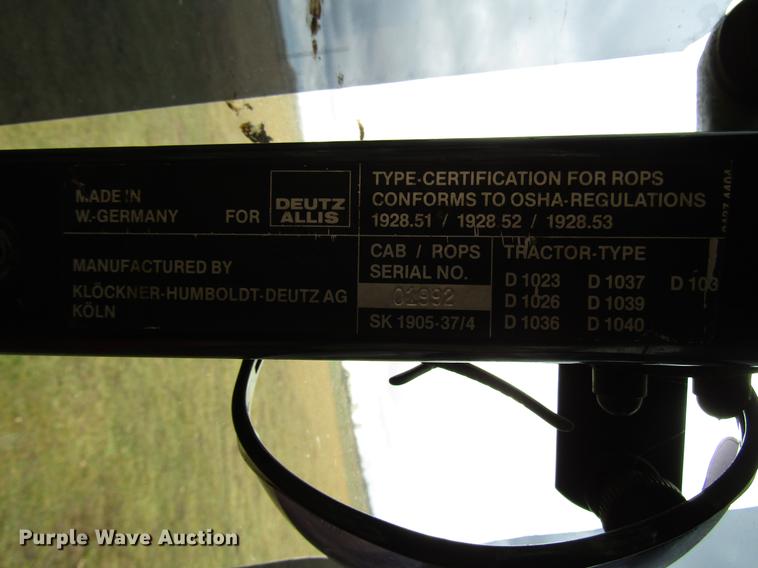 MADE IN
W.-GERMANY FOR
DEUTZ
ALLIS
MANUFACTURED BY
KLÖCKNER-HUMBOLDT-DEUTZ AG
KÖLN
TYPE-CERTIFICATION FOR ROPS
CONFORMS TO OSHA-REGULATIONS
1928.51 / 1928.52 / 1928.53
CAB / ROPS
SERIAL NO.
01992
SK 1905-37/4
TRACTOR-TYPE
D 1023 D 1037 D 103
D 1026 D 1039
D 1036 D 1040
Purple Wave Auction